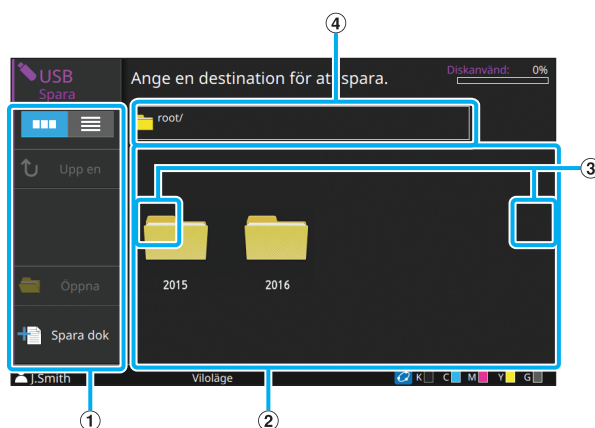 ④
USB
Spara
Ange en destination för att spara.
Diskanvänd: 0%
root/
③
Upp en
2015 2016
Öppna
Spara dok
J.Smith Viloläge K C M Y G
① ②